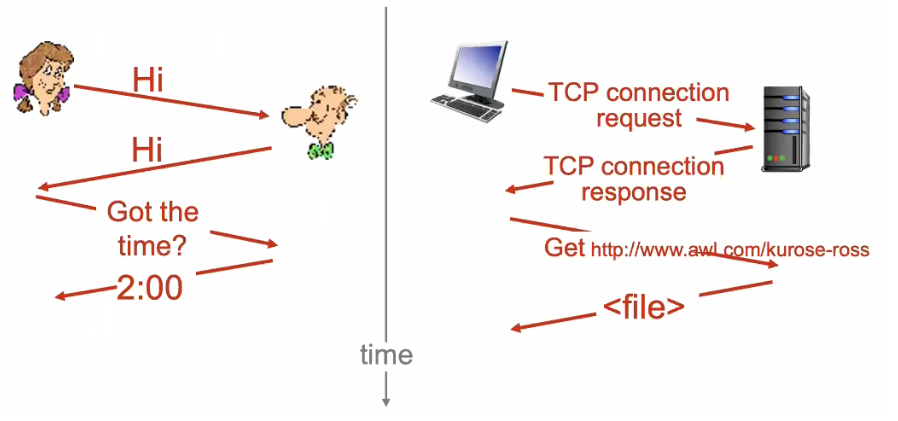 Hi
Hi
Got the
time?
2:00
time
TCP connection
request
TCP connection
response
Get http://www.awl.com/kurose-ross
<file>